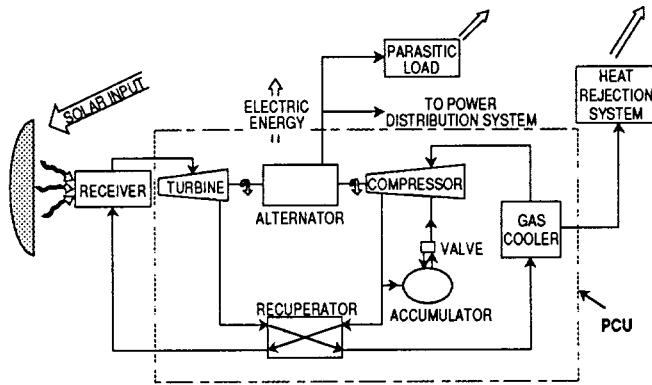 PARASITIC
LOAD
HEAT
REJECTION
SYSTEM
SOLAR INPUT
ELECTRIC
ENERGY
TO POWER
DISTRIBUTION SYSTEM
RECEIVER
TURBINE
COMPRESSOR
ALTERNATOR
GAS
COOLER
VALVE
ACCUMULATOR
RECUPERATOR
PCU